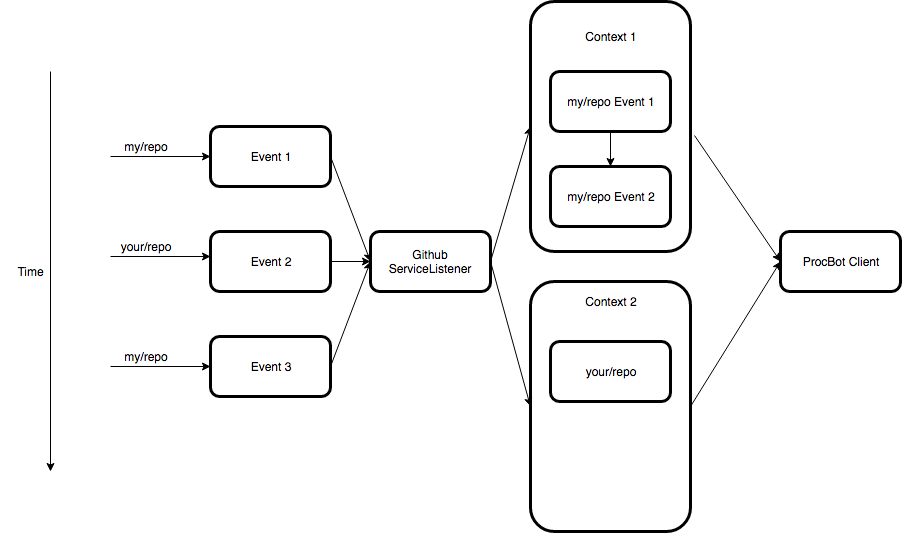 Time
my/repo
Event 1
your/repo
Event 2
my/repo
Event 3
Github
ServiceListener
Context 1
my/repo Event 1
my/repo Event 2
Context 2
your/repo
ProcBot Client